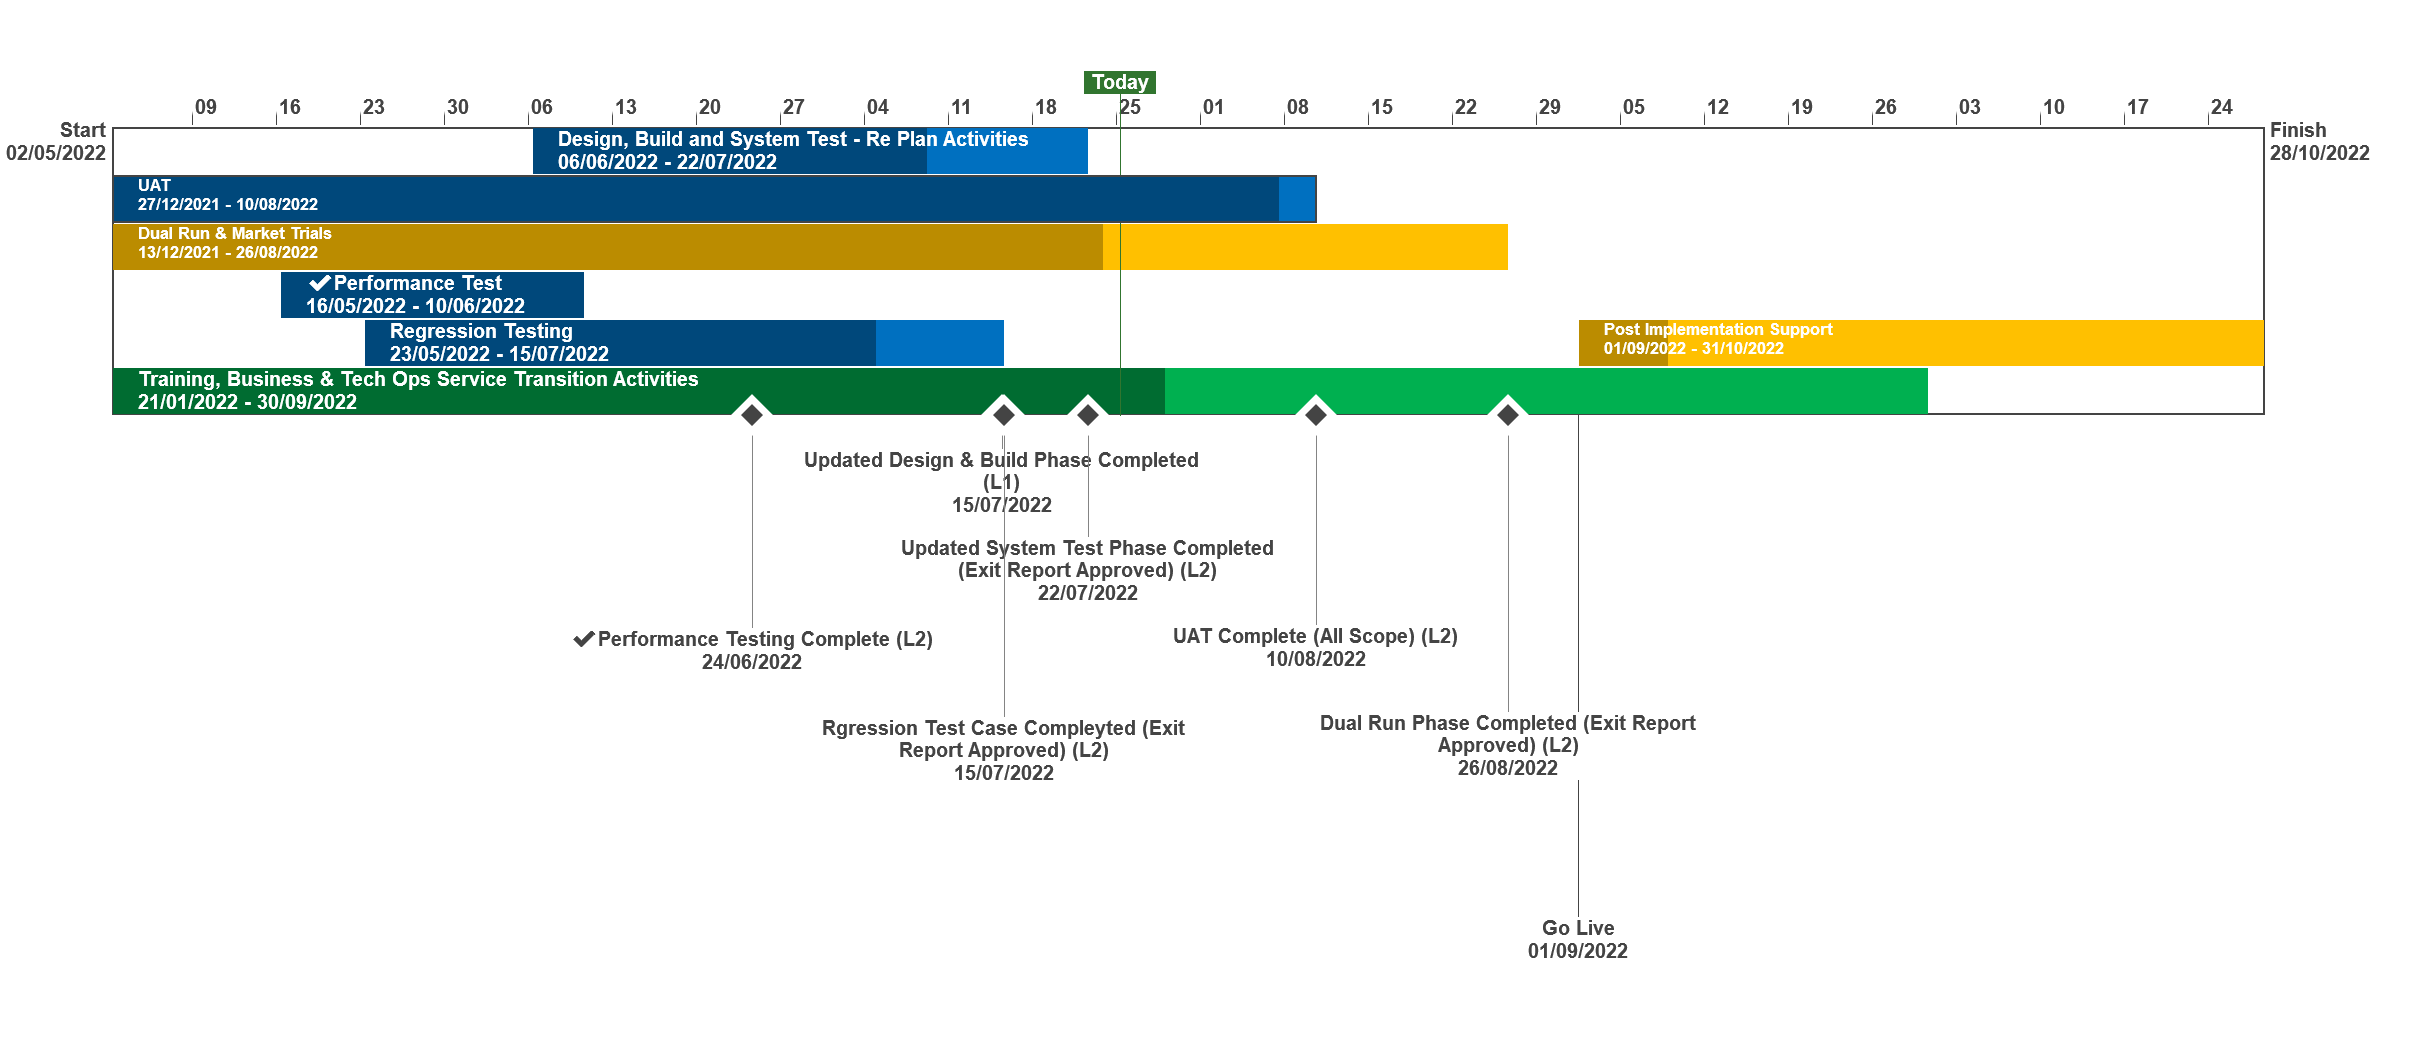 Today
09 16 23 30 06 13 20 27 04 11 18 25 01 08 15 22 29 05 12 19 26 03 10 17 24
Start
02/05/2022
Finish
28/10/2022
Design, Build and System Test - Re Plan Activities
06/06/2022 - 22/07/2022
UAT
27/12/2021 - 10/08/2022
Dual Run & Market Trials
13/12/2021 - 26/08/2022
Performance Test
16/05/2022 - 10/06/2022
Regression Testing
23/05/2022 - 15/07/2022
Post Implementation Support
01/09/2022 - 31/10/2022
Training, Business & Tech Ops Service Transition Activities
21/01/2022 - 30/09/2022
Updated Design & Build Phase Completed
(L1)
15/07/2022
Updated System Test Phase Completed
(Exit Report Approved) (L2)
22/07/2022
Performance Testing Complete (L2)
24/06/2022
UAT Complete (All Scope) (L2)
10/08/2022
Rgression Test Case Compleyted (Exit
Report Approved) (L2)
15/07/2022
Dual Run Phase Completed (Exit Report
Approved) (L2)
26/08/2022
Go Live
01/09/2022